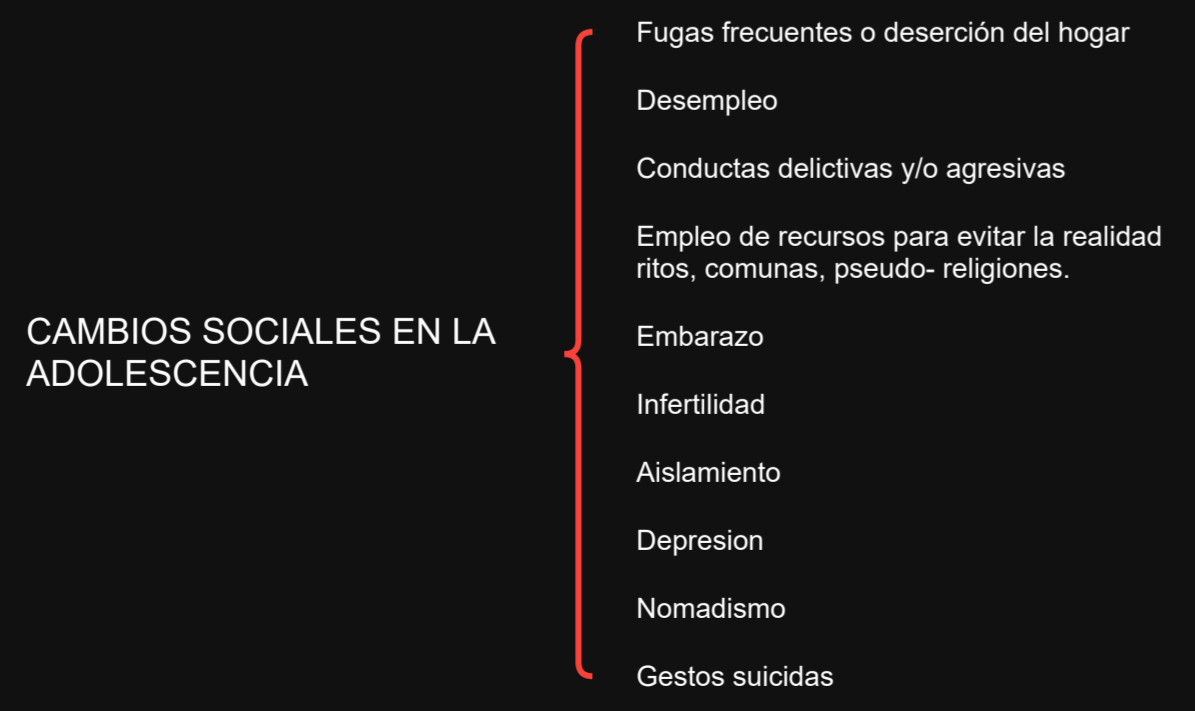 CAMBIOS SOCIALES EN LA
ADOLESCENCIA
Fugas frecuentes o deserción del hogar
Desempleo
Conductas delictivas y/o agresivas
Empleo de recursos para evitar la realidad
ritos, comunas, pseudo- religiones.
Embarazo
Infertilidad
Aislamiento
Depresion
Nomadismo
Gestos suicidas